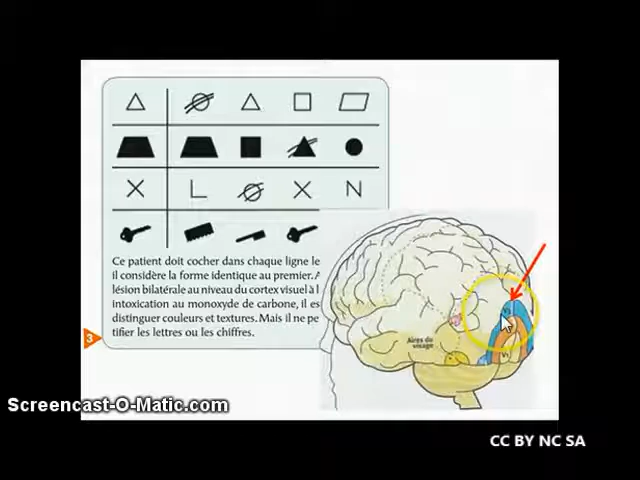 Ce patient doit cocher dans chaque ligne le
il considère la forme identique au premier. A
lésion bilatérale au niveau du cortex visuel à l
intoxication au monoxyde de carbone, il es
distinguer couleurs et textures. Mais il ne pe
tifier les lettres ou les chiffres.
3
Aires du
visage
V1
Screencast-O-Matic.com
CC BY NC SA